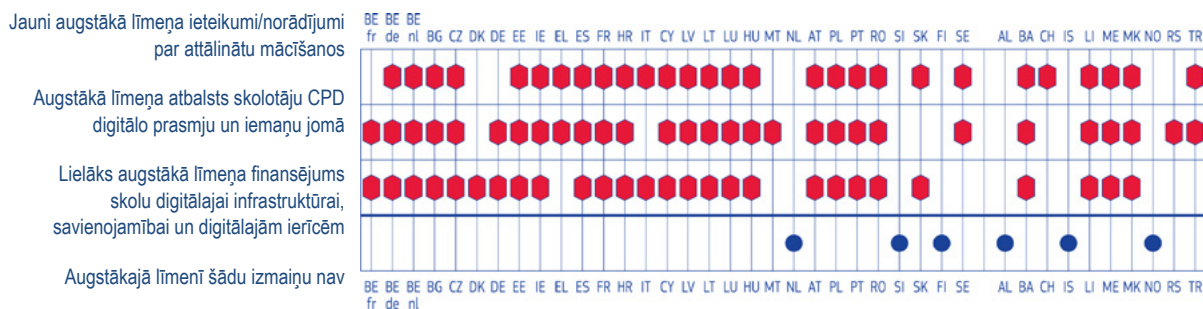 Jauni augstākā līmeņa ieteikumi/norādījumi
par attālinātu mācīšanos
Augstākā līmeņa atbalsts skolotāju CPD
digitālo prasmju un iemaņu jomā
Lielāks augstākā līmeņa finansējums
skolu digitālajai infrastruktūrai,
savienojamībai un digitālajām ierīcēm
Augstākajā līmenī šādu izmaiņu nav
BE BE BE
fr de nl BG CZ DK DE EE IE EL ES FR HR IT CY LV LT LU HU MT NL AT PL PT RO SI SK FI SE AL BA CH IS LI ME MK NO RS TR
BE BE BE BG CZ DK DE EE IE EL ES FR HR IT CY LV LT LU HU MT NL AT PL PT RO SI SK FI SE AL BA CH IS LI ME MK NO RS TR
fr de nl